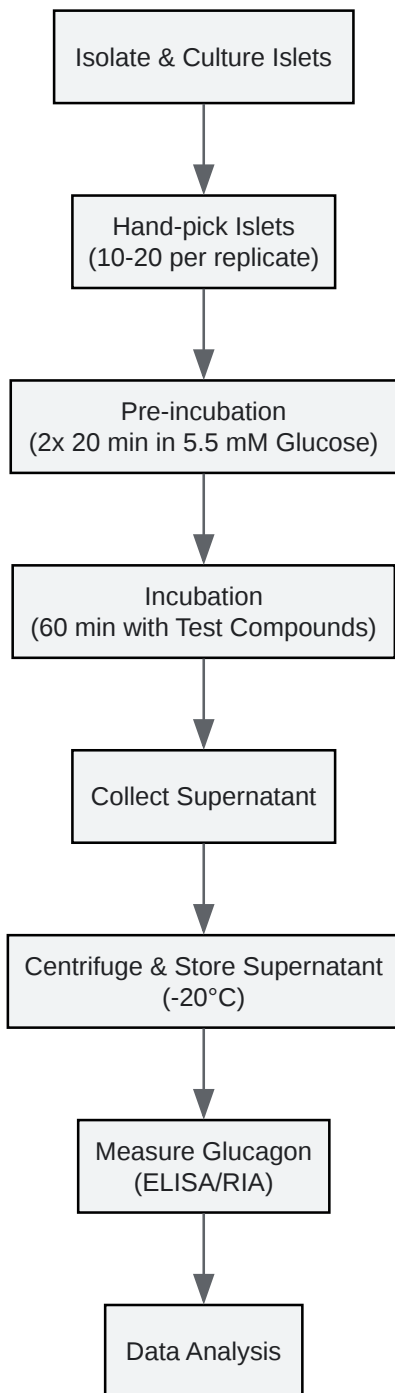 Isolate & Culture Islets
Hand-pick Islets
(10-20 per replicate)
Pre-incubation
(2x 20 min in 5.5 mM Glucose)
Incubation
(60 min with Test Compounds)
Collect Supernatant
Centrifuge & Store Supernatant
(-20°C)
Measure Glucagon
(ELISA/RIA)
Data Analysis